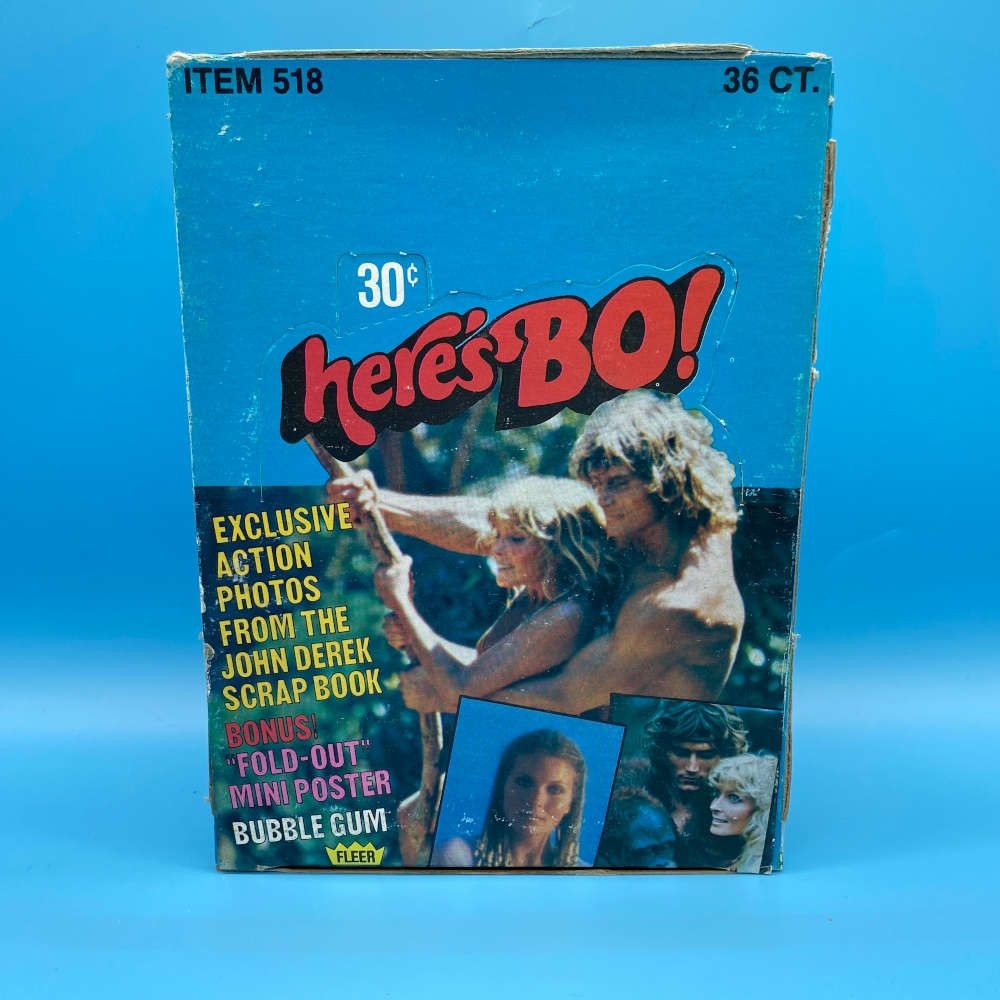 ITEM 518
36 CT.
30¢
here's BO!
EXCLUSIVE
ACTION
PHOTOS
FROM THE
JOHN DEREK
SCRAP BOOK
BONUS!
"FOLD-OUT"
MINI POSTER
BUBBLE GUM
FLEER